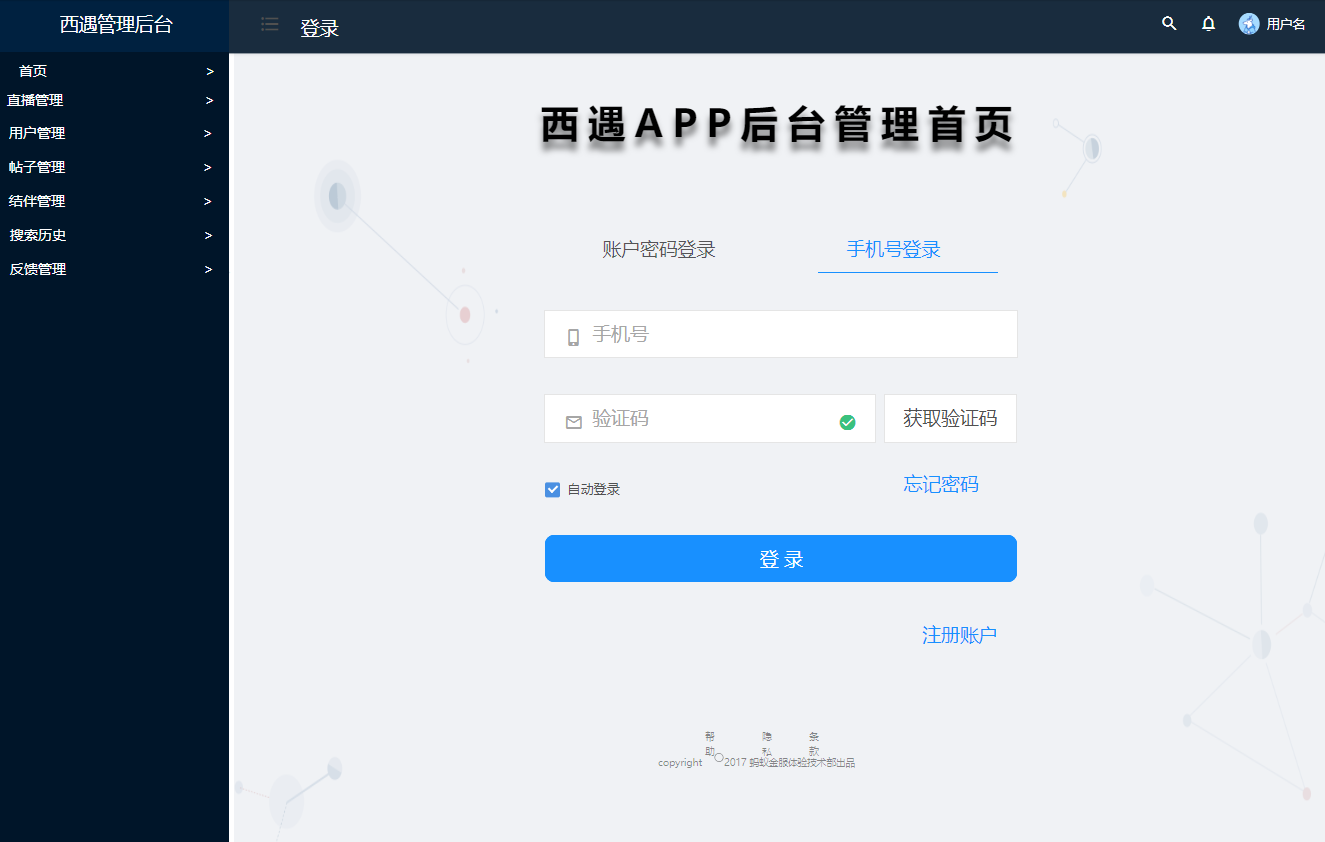 西遇管理后台
登录
用户名
首页 >
直播管理 >
用户管理 >
帖子管理 >
结伴管理 >
搜索历史 >
反馈管理 >
西遇APP后台管理首页
账户密码登录
手机号登录
手机号
验证码
获取验证码
自动登录
忘记密码
登 录
注册账户
帮助
隐私
条款
copyright 2017 蚂蚁金服体验技术部出品